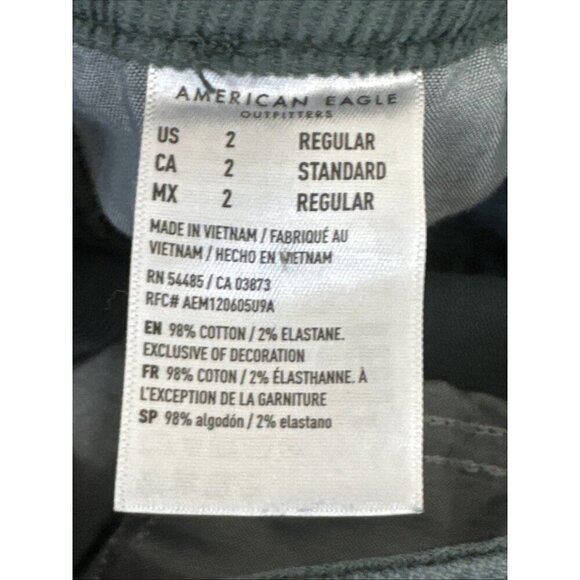 AMERICAN EAGLE
OUTFITTERS
US 2 REGULAR
CA 2 STANDARD
MX 2 REGULAR
MADE IN VIETNAM / FABRIQUÉ AU
VIETNAM / HECHO EN VIETNAM
RN 54485 / CA 03873
RFC# AEM120605U9A
EN 98% COTTON / 2% ELASTANE.
EXCLUSIVE OF DECORATION
FR 98% COTON / 2% ÉLASTHANNE. À
L'EXCEPTION DE LA GARNITURE
SP 98% algodón / 2% elastano